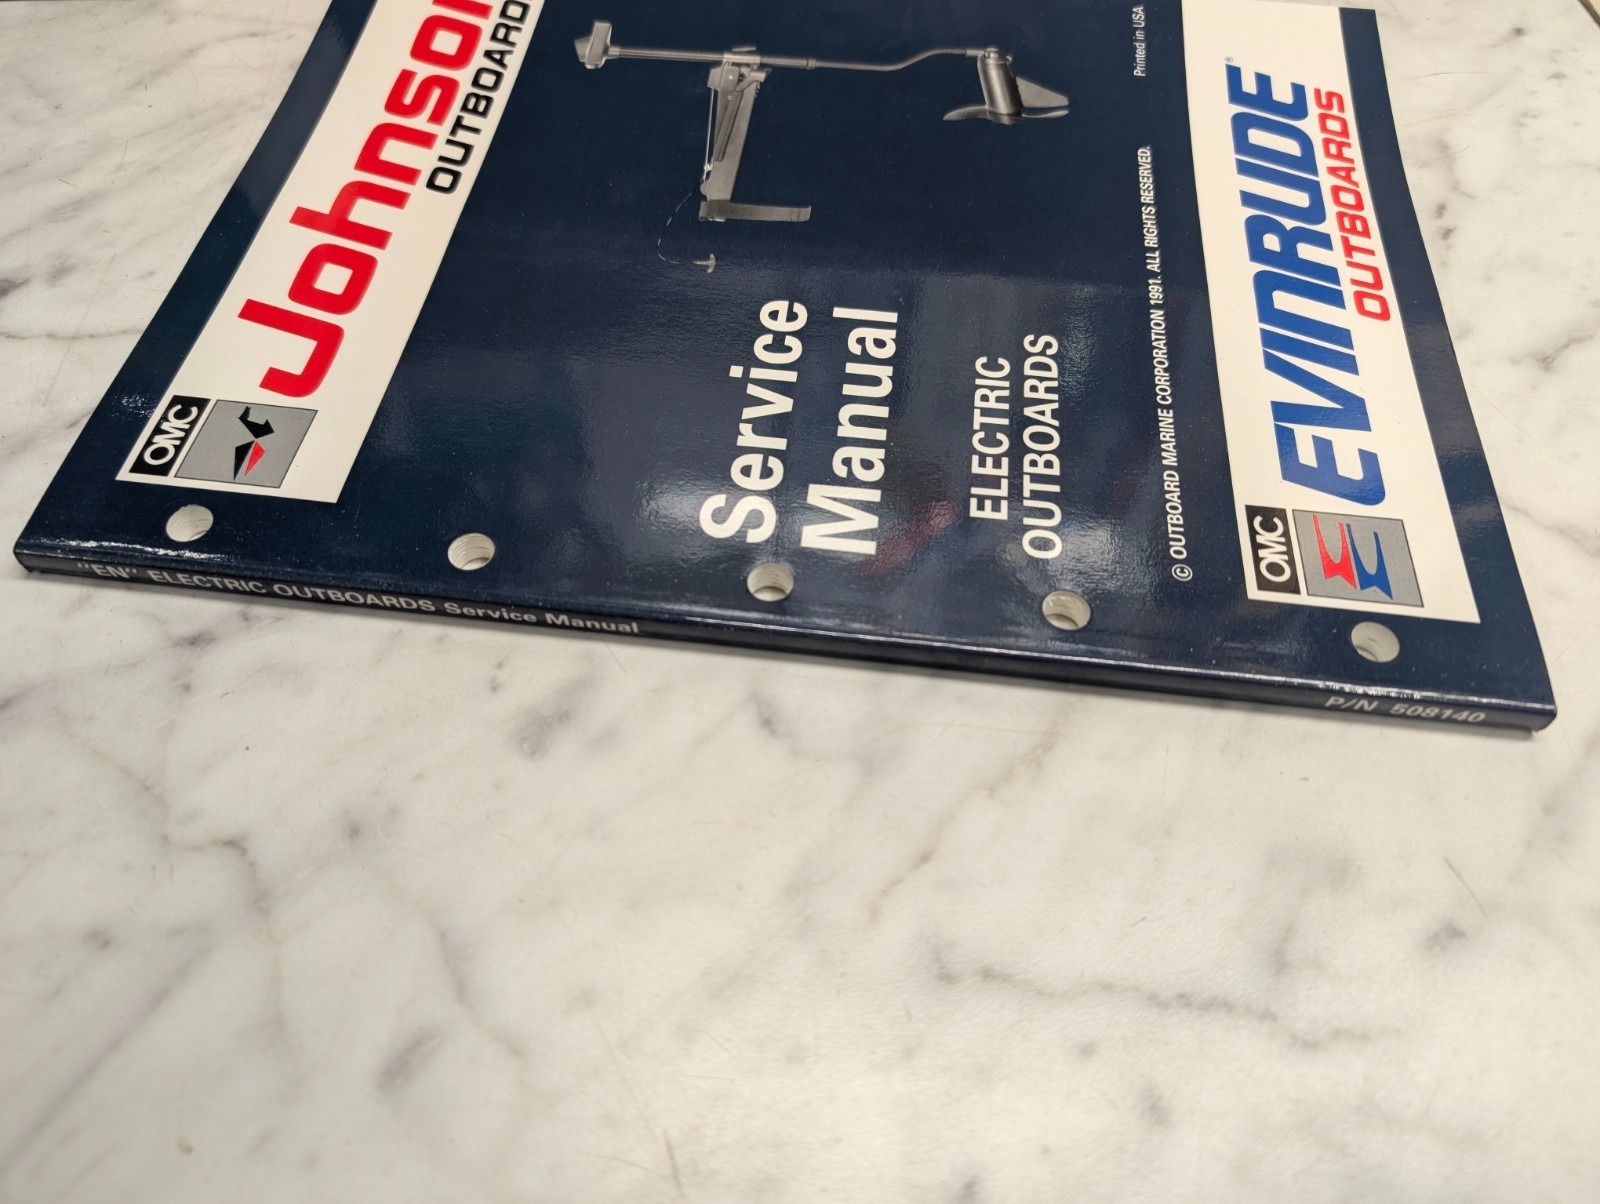 OMC
Johnson
OUTBOARDS
Printed in USA
Service
Manual
ELECTRIC
OUTBOARDS
© OUTBOARD MARINE CORPORATION 1991. ALL RIGHTS RESERVED.
OMC
EVINRUDE®
OUTBOARDS
"EN" ELECTRIC OUTBOARDS Service Manual
P/N 508140